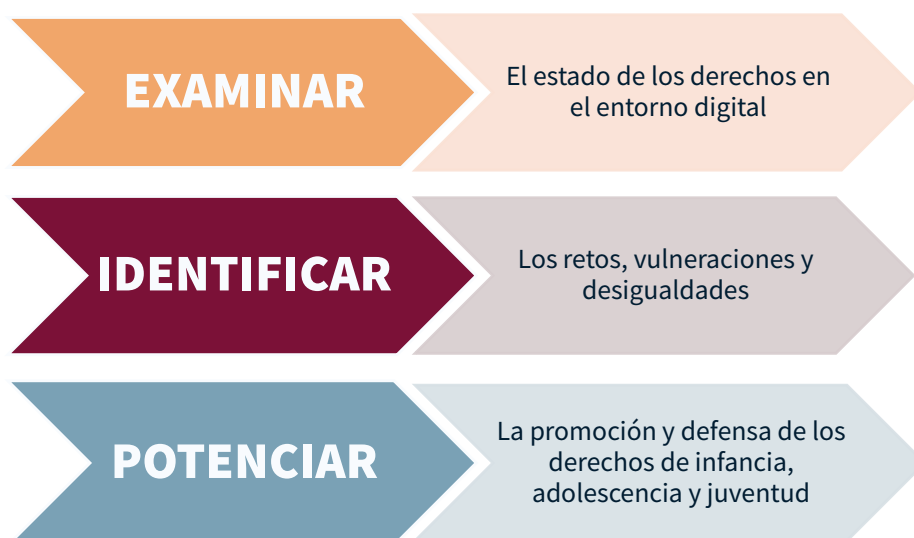 EXAMINAR
El estado de los derechos en
el entorno digital
IDENTIFICAR
Los retos, vulneraciones y
desigualdades
POTENCIAR
La promoción y defensa de los
derechos de infancia,
adolescencia y juventud